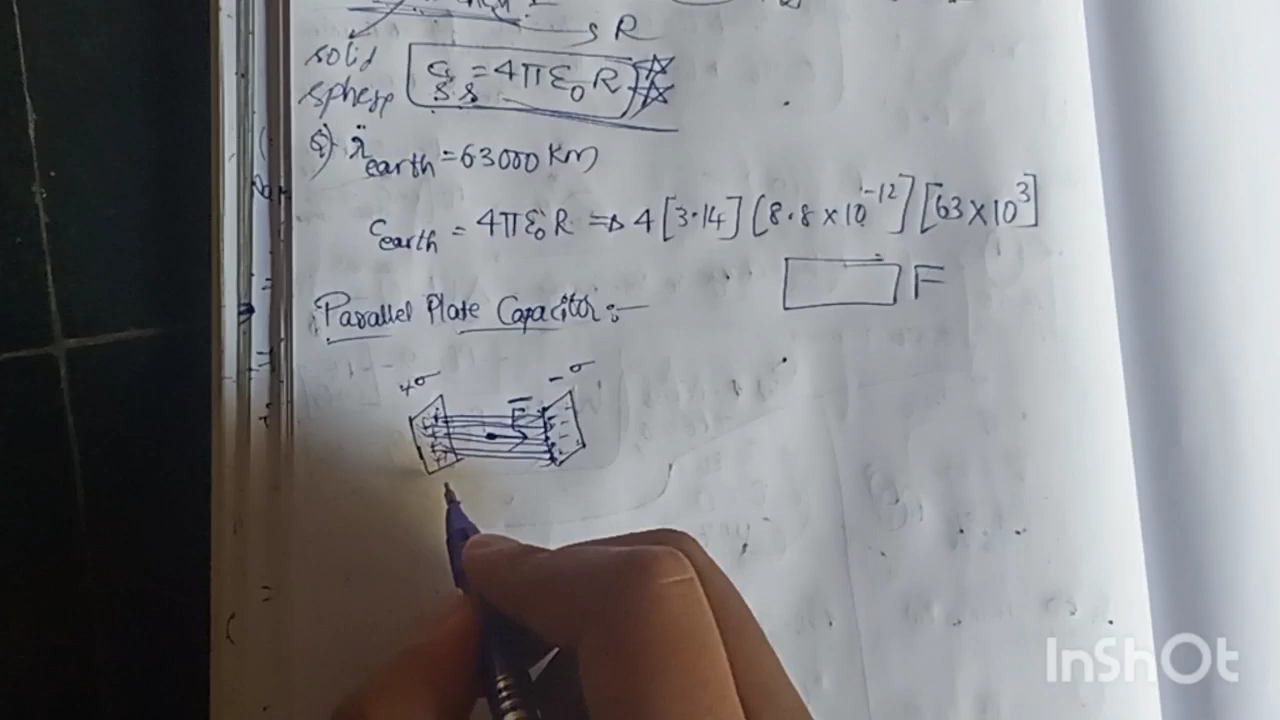 R
solid
sphere
C s.s = 4πε₀R
Q) r earth = 63000 Km
C earth = 4πε₀R ⇒ 4[3.14][8.8×10⁻¹²][63×10³]
F
Parallel Plate Capacitor :-
+σ
-σ
E
InShOt